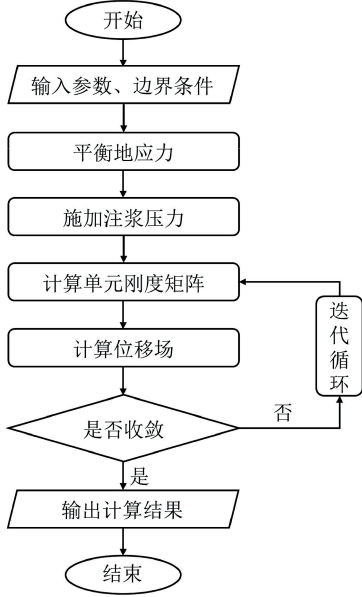 开始
输入参数、边界条件
平衡地应力
施加注浆压力
计算单元刚度矩阵
计算位移场
是否收敛
否
迭代循环
是
输出计算结果
结束